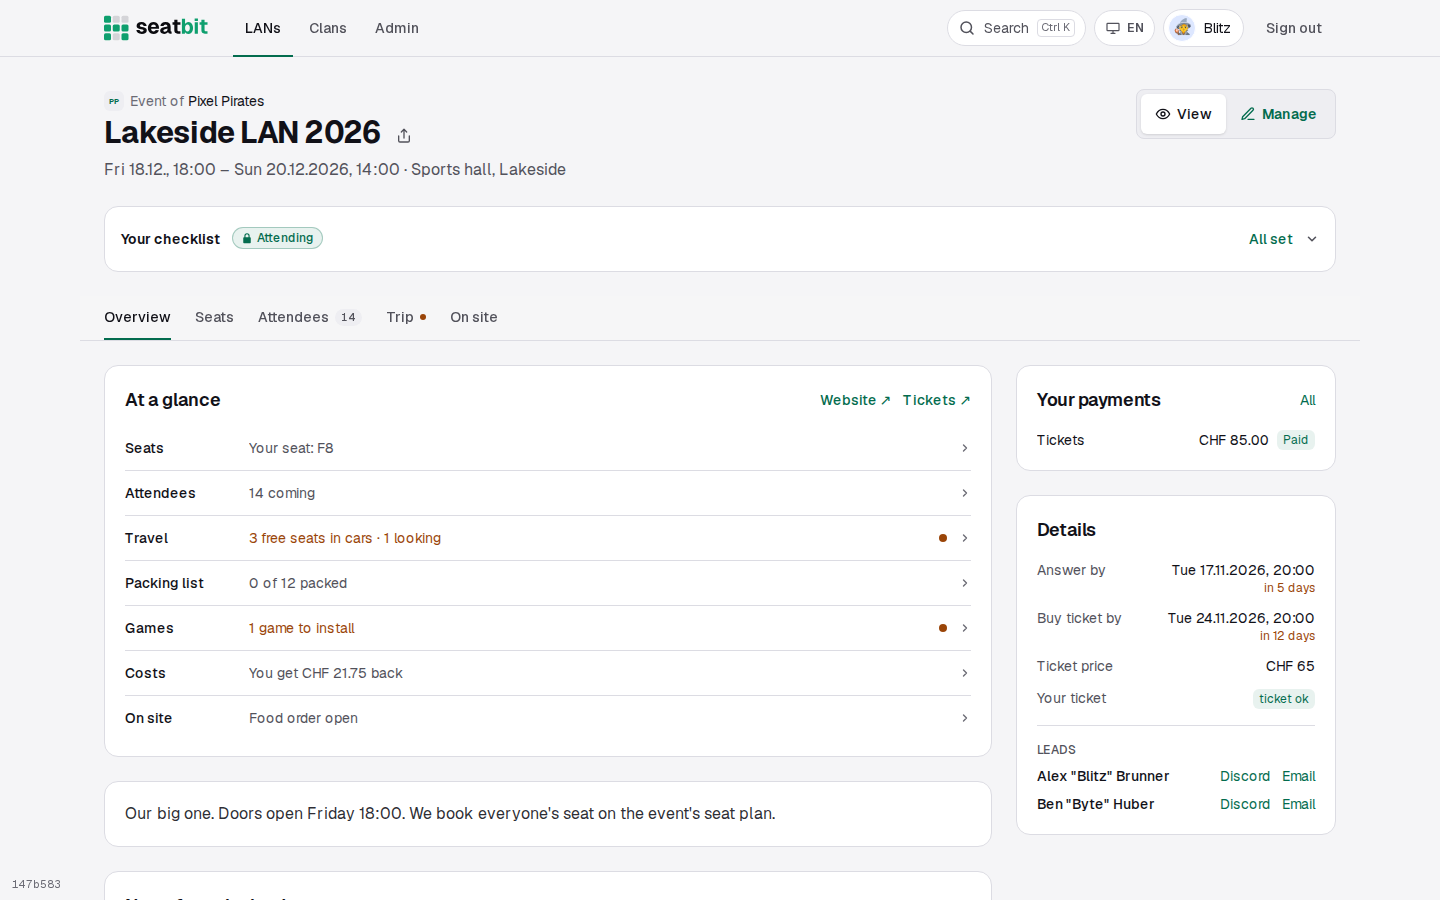 seatbit LANs Clans Admin Search Ctrl K EN Blitz Sign out
PP Event of Pixel Pirates
Lakeside LAN 2026
View Manage
Fri 18.12., 18:00 – Sun 20.12.2026, 14:00 · Sports hall, Lakeside
Your checklist Attending All set
Overview Seats Attendees 14 Trip On site
At a glance Website ↗ Tickets ↗
Seats Your seat: F8
Attendees 14 coming
Travel 3 free seats in cars · 1 looking
Packing list 0 of 12 packed
Games 1 game to install
Costs You get CHF 21.75 back
On site Food order open
Our big one. Doors open Friday 18:00. We book everyone's seat on the event's seat plan.
Your payments All
Tickets CHF 85.00 Paid
Details
Answer by Tue 17.11.2026, 20:00
in 5 days
Buy ticket by Tue 24.11.2026, 20:00
in 12 days
Ticket price CHF 65
Your ticket ticket ok
LEADS
Alex "Blitz" Brunner Discord Email
Ben "Byte" Huber Discord Email
147b583